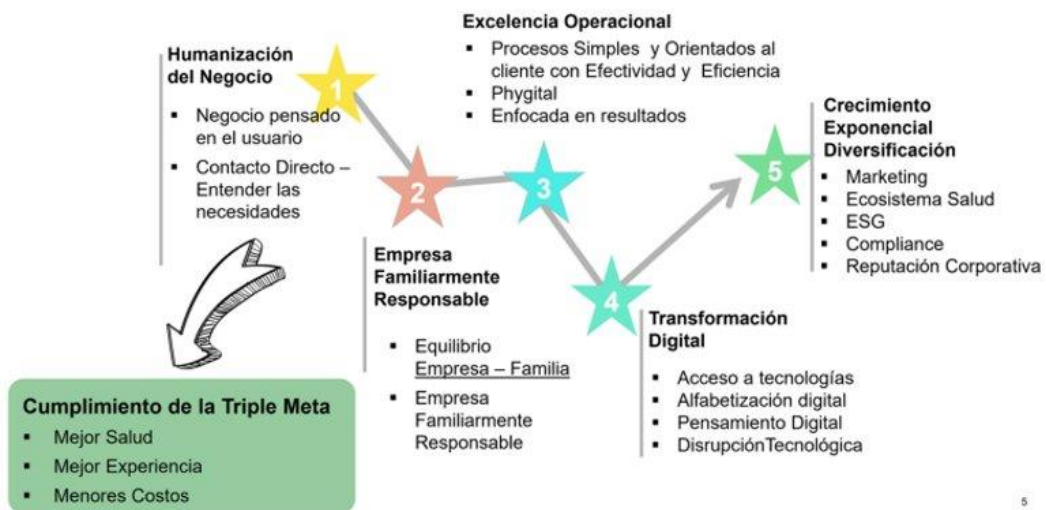 Humanización
del Negocio
1
▪ Negocio pensado
en el usuario
▪ Contacto Directo –
Entender las
necesidades
Cumplimiento de la Triple Meta
▪ Mejor Salud
▪ Mejor Experiencia
▪ Menores Costos
2
Empresa
Familiarmente
Responsable
▪ Equilibrio
Empresa – Familia
▪ Empresa
Familiarmente
Responsable
Excelencia Operacional
▪ Procesos Simples y Orientados al
cliente con Efectividad y Eficiencia
▪ Phygital
▪ Enfocada en resultados
3
4
Transformación
Digital
▪ Acceso a tecnologías
▪ Alfabetización digital
▪ Pensamiento Digital
▪ DisrupciónTecnológica
5
Crecimiento
Exponencial
Diversificación
▪ Marketing
▪ Ecosistema Salud
▪ ESG
▪ Compliance
▪ Reputación Corporativa
5